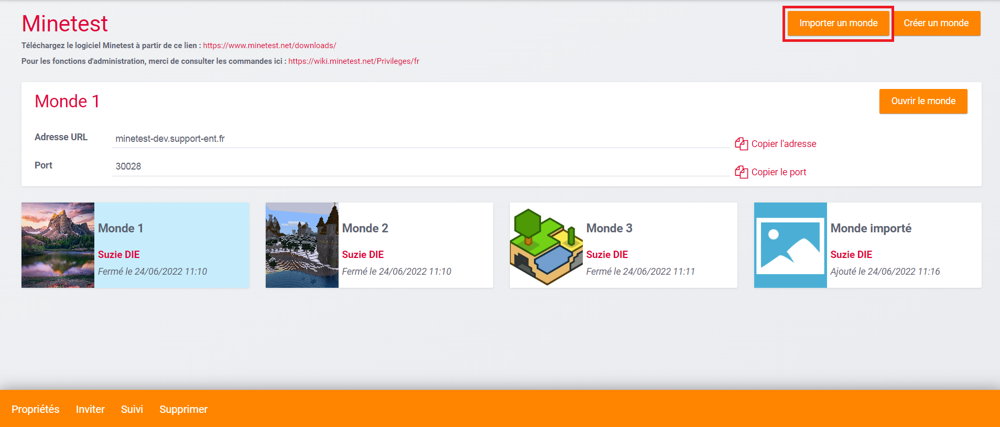 Minetest
Importer un monde
Créer un monde
Téléchargez le logiciel Minetest à partir de ce lien : https://www.minetest.net/downloads/
Pour les fonctions d'administration, merci de consulter les commandes ici : https://wiki.minetest.net/Privileges/fr
Monde 1
Ouvrir le monde
Adresse URL
minetest-dev.support-ent.fr
Copier l'adresse
Port
30028
Copier le port
Monde 1
Suzie DIE
Fermé le 24/06/2022 11:10
Monde 2
Suzie DIE
Fermé le 24/06/2022 11:10
Monde 3
Suzie DIE
Fermé le 24/06/2022 11:11
Monde importé
Suzie DIE
Ajouté le 24/06/2022 11:16
Propriétés
Inviter
Suivi
Supprimer